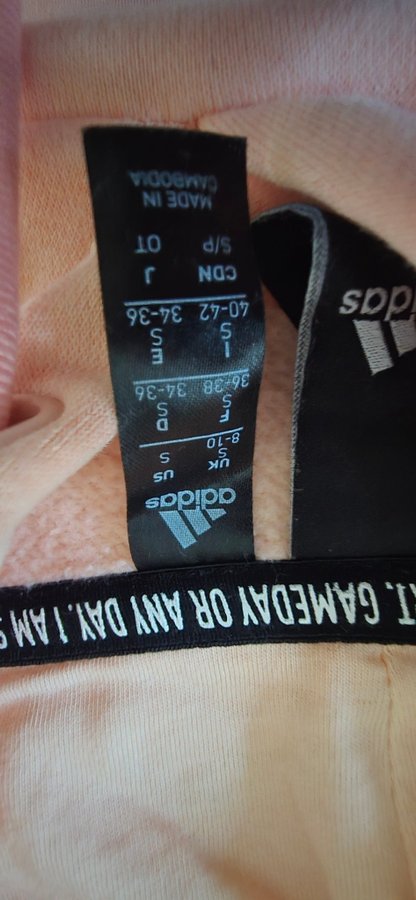 GAMEDAY OR ANY DAY. I AM
adidas
adidas
UK US
S S
8-10
F D
S S
36-38 34-36
I E
S S
40-42 34-36
CDN J
S/P OT
MADE IN
CAMBODIA